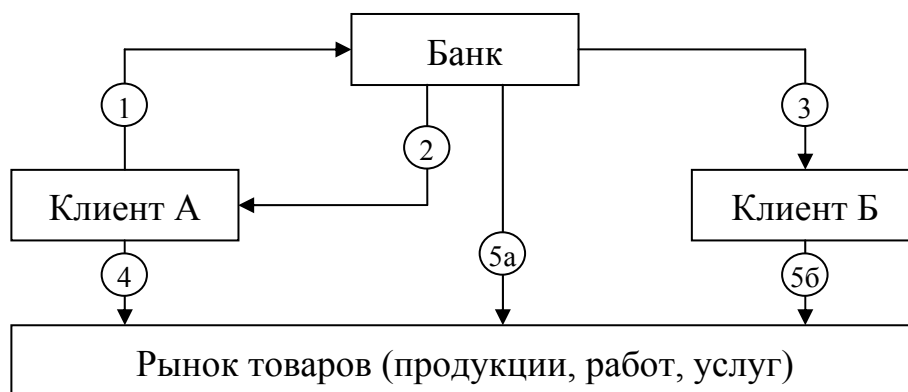 Банк
1
2
3
Клиент А
Клиент Б
4
5а
5б
Рынок товаров (продукции, работ, услуг)